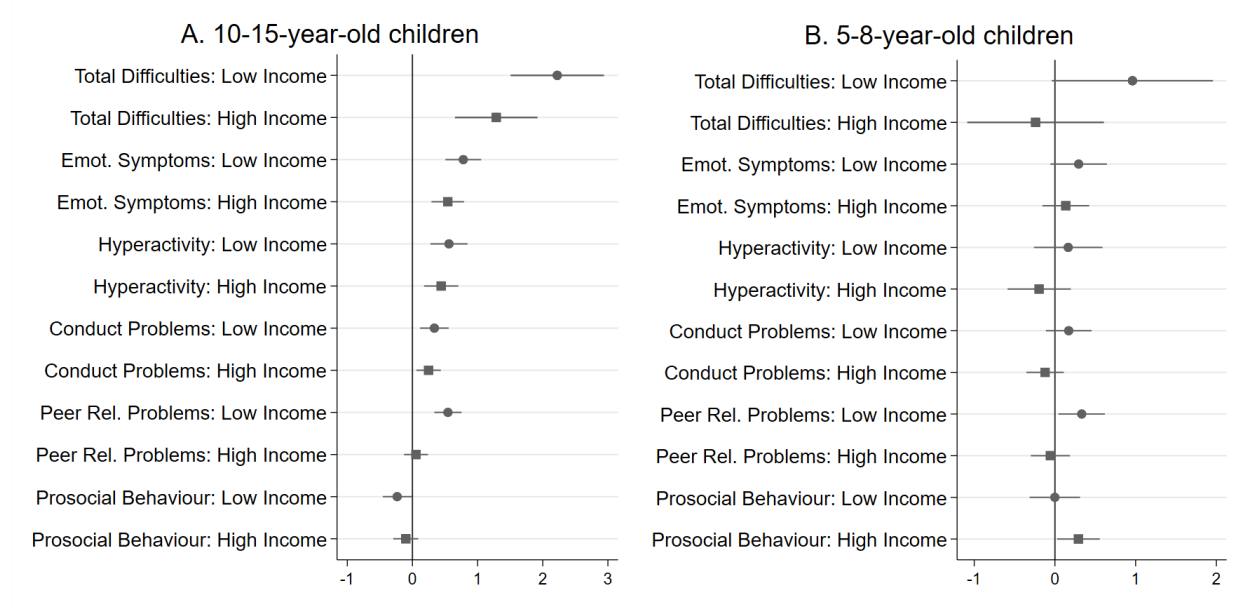 A. 10-15-year-old children
Total Difficulties: Low Income
Total Difficulties: High Income
Emot. Symptoms: Low Income
Emot. Symptoms: High Income
Hyperactivity: Low Income
Hyperactivity: High Income
Conduct Problems: Low Income
Conduct Problems: High Income
Peer Rel. Problems: Low Income
Peer Rel. Problems: High Income
Prosocial Behaviour: Low Income
Prosocial Behaviour: High Income
-1 0 1 2 3
B. 5-8-year-old children
Total Difficulties: Low Income
Total Difficulties: High Income
Emot. Symptoms: Low Income
Emot. Symptoms: High Income
Hyperactivity: Low Income
Hyperactivity: High Income
Conduct Problems: Low Income
Conduct Problems: High Income
Peer Rel. Problems: Low Income
Peer Rel. Problems: High Income
Prosocial Behaviour: Low Income
Prosocial Behaviour: High Income
-1 0 1 2